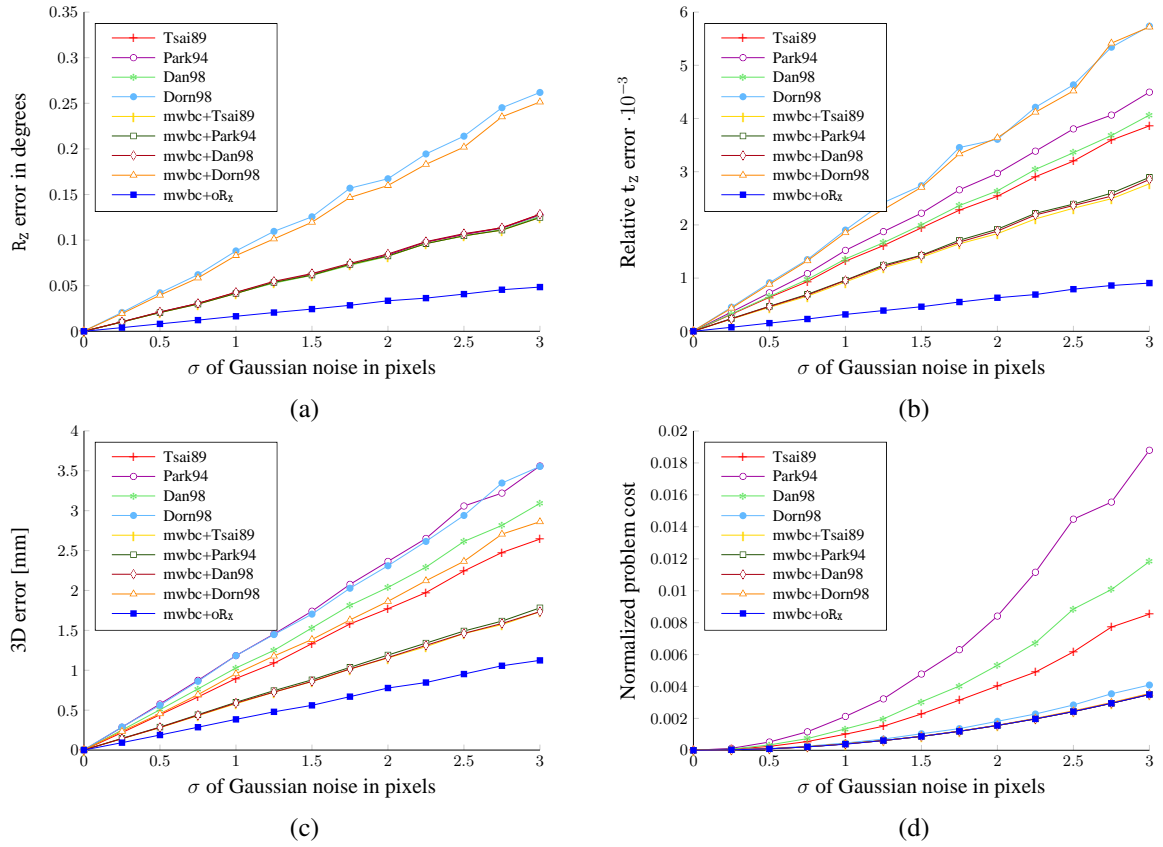 0.35
0.3
0.25
0.2
0.15
0.1
0.05
0
R_Z error in degrees
Tsai89
Park94
Dan98
Dorn98
mwbc+Tsai89
mwbc+Park94
mwbc+Dan98
mwbc+Dorn98
mwbc+oR_X
0 0.5 1 1.5 2 2.5 3
σ of Gaussian noise in pixels
(a)
6
5
4
3
2
1
0
Relative t_z error ·10⁻³
Tsai89
Park94
Dan98
Dorn98
mwbc+Tsai89
mwbc+Park94
mwbc+Dan98
mwbc+Dorn98
mwbc+oR_X
0 0.5 1 1.5 2 2.5 3
σ of Gaussian noise in pixels
(b)
4
3.5
3
2.5
2
1.5
1
0.5
0
3D error [mm]
Tsai89
Park94
Dan98
Dorn98
mwbc+Tsai89
mwbc+Park94
mwbc+Dan98
mwbc+Dorn98
mwbc+oR_X
0 0.5 1 1.5 2 2.5 3
σ of Gaussian noise in pixels
(c)
0.02
0.018
0.016
0.014
0.012
0.01
0.008
0.006
0.004
0.002
0
Normalized problem cost
Tsai89
Park94
Dan98
Dorn98
mwbc+Tsai89
mwbc+Park94
mwbc+Dan98
mwbc+Dorn98
mwbc+oR_X
0 0.5 1 1.5 2 2.5 3
σ of Gaussian noise in pixels
(d)